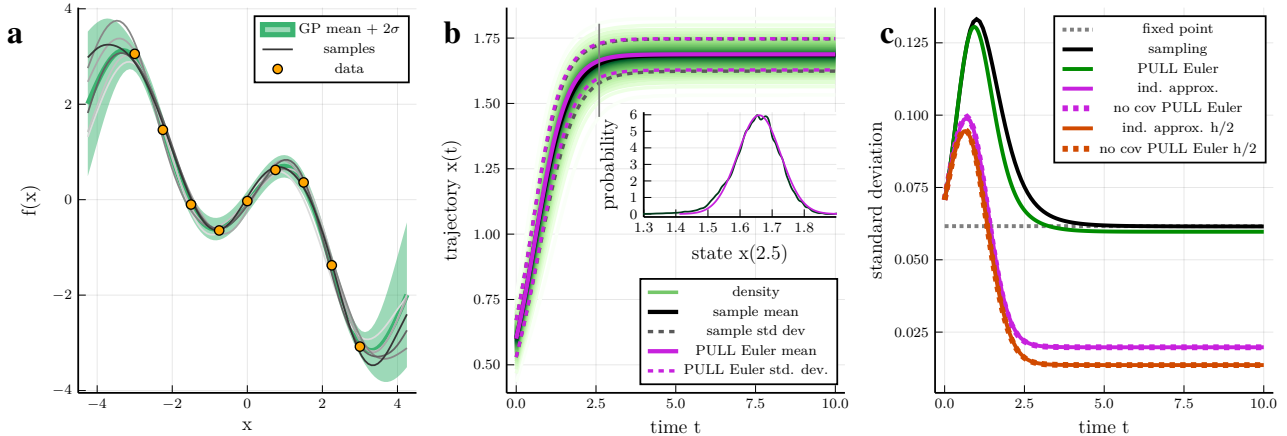 a
GP mean + 2σ
samples
data
4
2
0
−2
−4
f(x)
−4
−2
0
2
4
x
b
1.75
1.50
1.25
1.00
0.75
0.50
trajectory x(t)
6
5
4
3
2
1
0
probability
1.3
1.4
1.5
1.6
1.7
1.8
state x(2.5)
density
sample mean
sample std dev
PULL Euler mean
PULL Euler std. dev.
0.0
2.5
5.0
7.5
10.0
time t
c
fixed point
sampling
PULL Euler
ind. approx.
no cov PULL Euler
ind. approx. h/2
no cov PULL Euler h/2
0.125
0.100
0.075
0.050
0.025
standard deviation
0.0
2.5
5.0
7.5
10.0
time t